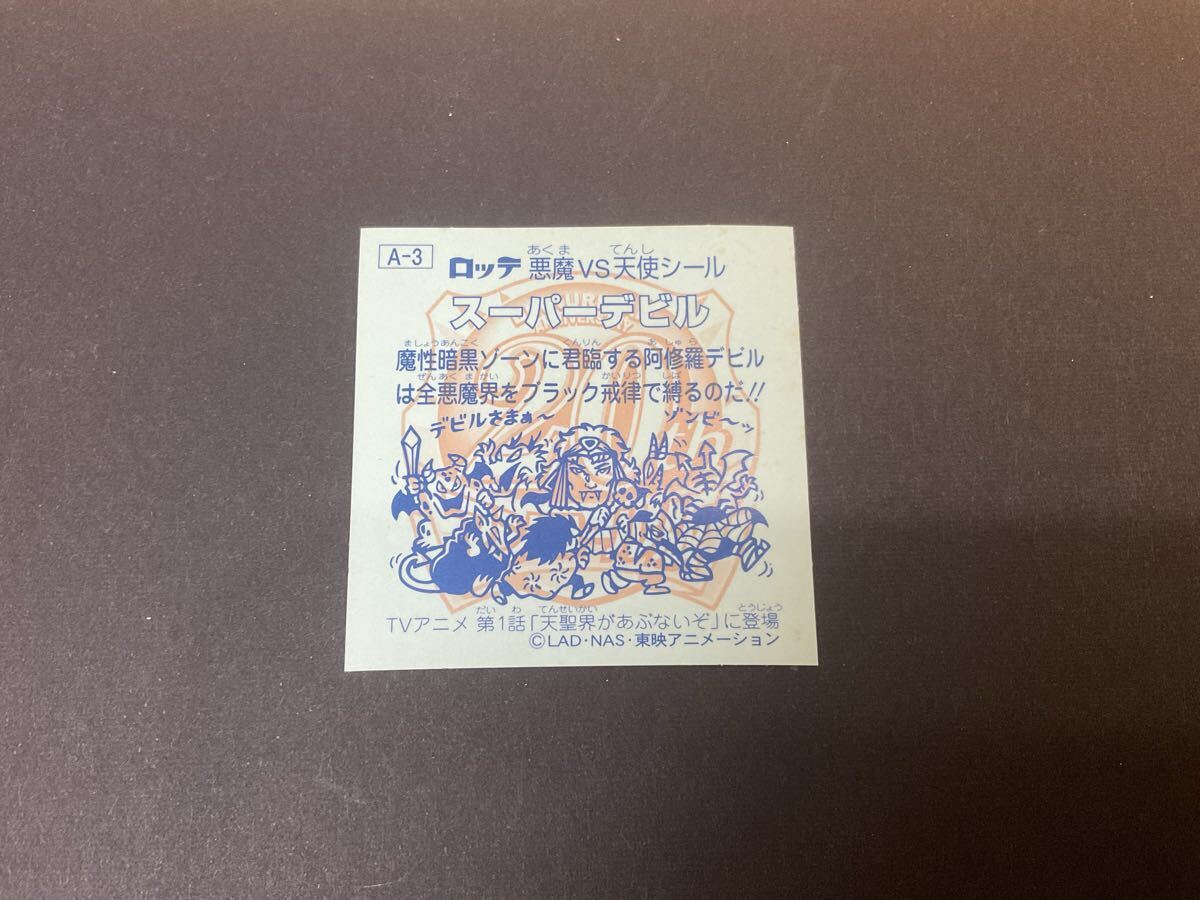 A-3
あくま てんし
ロッテ 悪魔VS天使シール
スーパーデビル
ましょうあんこく くんりん あしゅら
魔性暗黒ゾーンに君臨する阿修羅デビル
ぜんあくまかい かいりつ しば
は全悪魔界をブラック戒律で縛るのだ!!
デビルさまぁ〜 ゾンビ〜ッ
20th
だい わ てんせいかい とうじょう
TVアニメ 第1話「天聖界があぶないぞ」に登場
©LAD・NAS・東映アニメーション